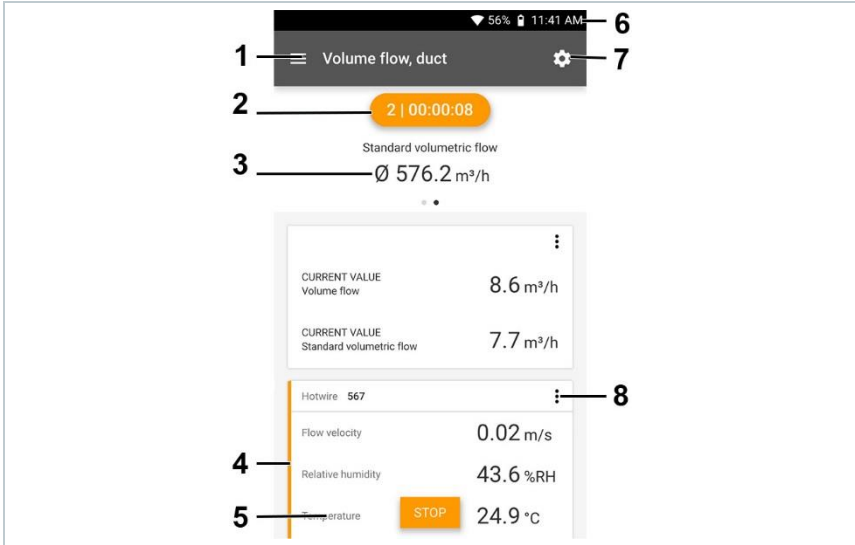 56% 11:41 AM 6
1 Volume flow, duct 7
2 2 | 00:00:08
Standard volumetric flow
3 Ø 576.2 m³/h
CURRENT VALUE
Volume flow 8.6 m³/h
CURRENT VALUE
Standard volumetric flow 7.7 m³/h
Hotwire 567 8
Flow velocity 0.02 m/s
4 Relative humidity 43.6 %RH
5 Temperature STOP 24.9 °C